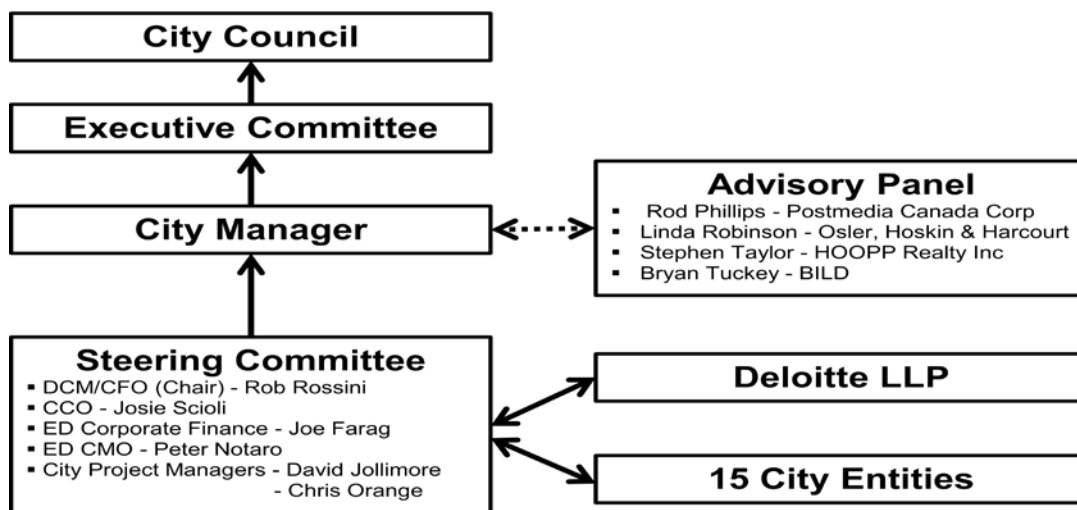 City Council
Executive Committee
City Manager
Advisory Panel
▪ Rod Phillips - Postmedia Canada Corp
▪ Linda Robinson - Osler, Hoskin & Harcourt
▪ Stephen Taylor - HOOPP Realty Inc
▪ Bryan Tuckey - BILD
Steering Committee
▪ DCM/CFO (Chair) - Rob Rossini
▪ CCO - Josie Scioli
▪ ED Corporate Finance - Joe Farag
▪ ED CMO - Peter Notaro
▪ City Project Managers - David Jollimore
- Chris Orange
Deloitte LLP
15 City Entities